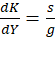 dK/dY = s/g